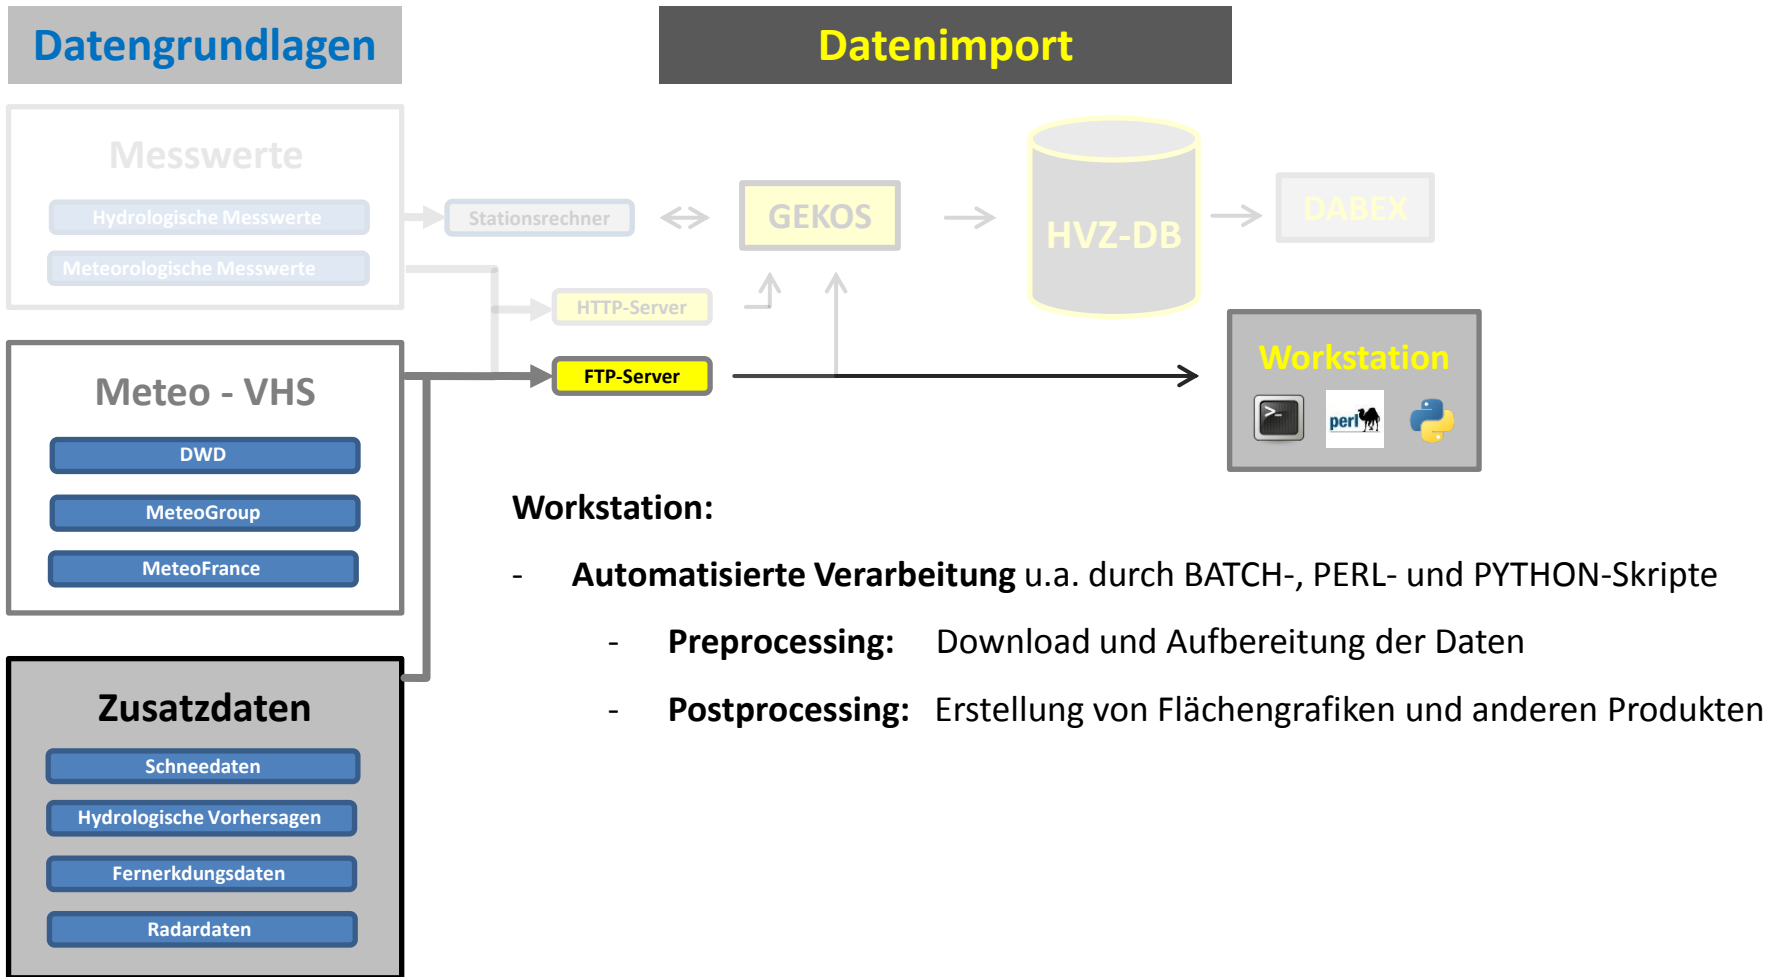 Datengrundlagen
Datenimport
Messwerte
Hydrologische Messwerte
Meteorologische Messwerte
Stationsrechner
GEKOS
HVZ-DB
DABEX
HTTP-Server
FTP-Server
Workstation
>_
perl
Meteo - VHS
DWD
MeteoGroup
MeteoFrance
Workstation:
- Automatisierte Verarbeitung u.a. durch BATCH-, PERL- und PYTHON-Skripte
- Preprocessing: Download und Aufbereitung der Daten
- Postprocessing: Erstellung von Flächengrafiken und anderen Produkten
Zusatzdaten
Schneedaten
Hydrologische Vorhersagen
Fernerkdungsdaten
Radardaten